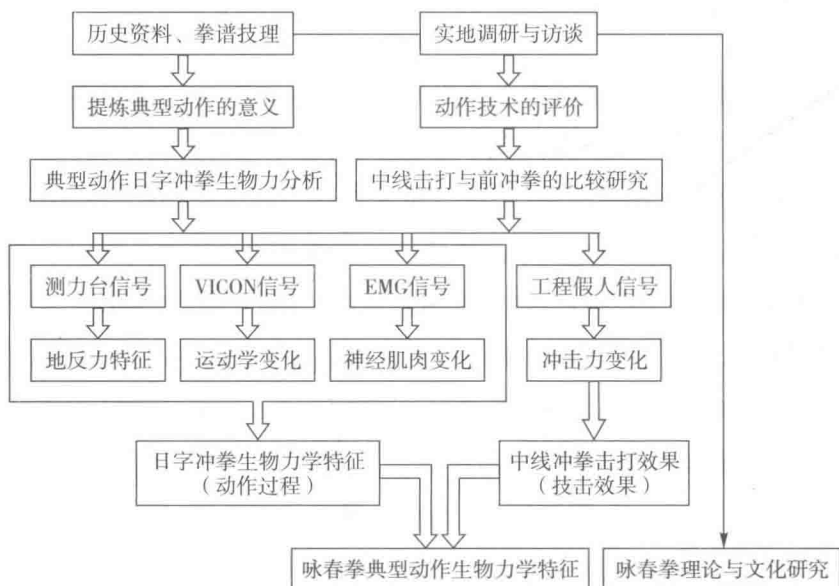 历史资料、拳谱技理
实地调研与访谈
提炼典型动作的意义
动作技术的评价
典型动作日字冲拳生物力分析
中线击打与前冲拳的比较研究
测力台信号
VICON信号
EMG信号
工程假人信号
地反力特征
运动学变化
神经肌肉变化
冲击力变化
日字冲拳生物力学特征
（动作过程）
中线冲拳击打效果
（技击效果）
咏春拳典型动作生物力学特征
咏春拳理论与文化研究